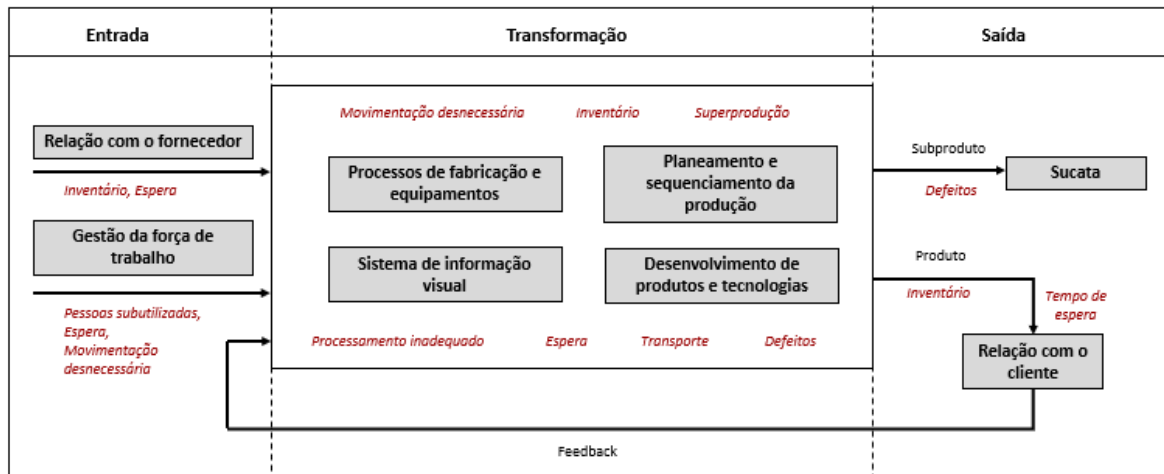 Entrada
Transformação
Saída
Relação com o fornecedor
Inventário, Espera
Gestão da força de
trabalho
Pessoas subutilizadas,
Espera,
Movimentação
desnecessária
Movimentação desnecessária
Inventário
Superprodução
Processos de fabricação e
equipamentos
Planeamento e
sequenciamento da
produção
Sistema de informação
visual
Desenvolvimento de
produtos e tecnologias
Processamento inadequado
Espera
Transporte
Defeitos
Subproduto
Defeitos
Sucata
Produto
Inventário
Tempo de
espera
Relação com o
cliente
Feedback